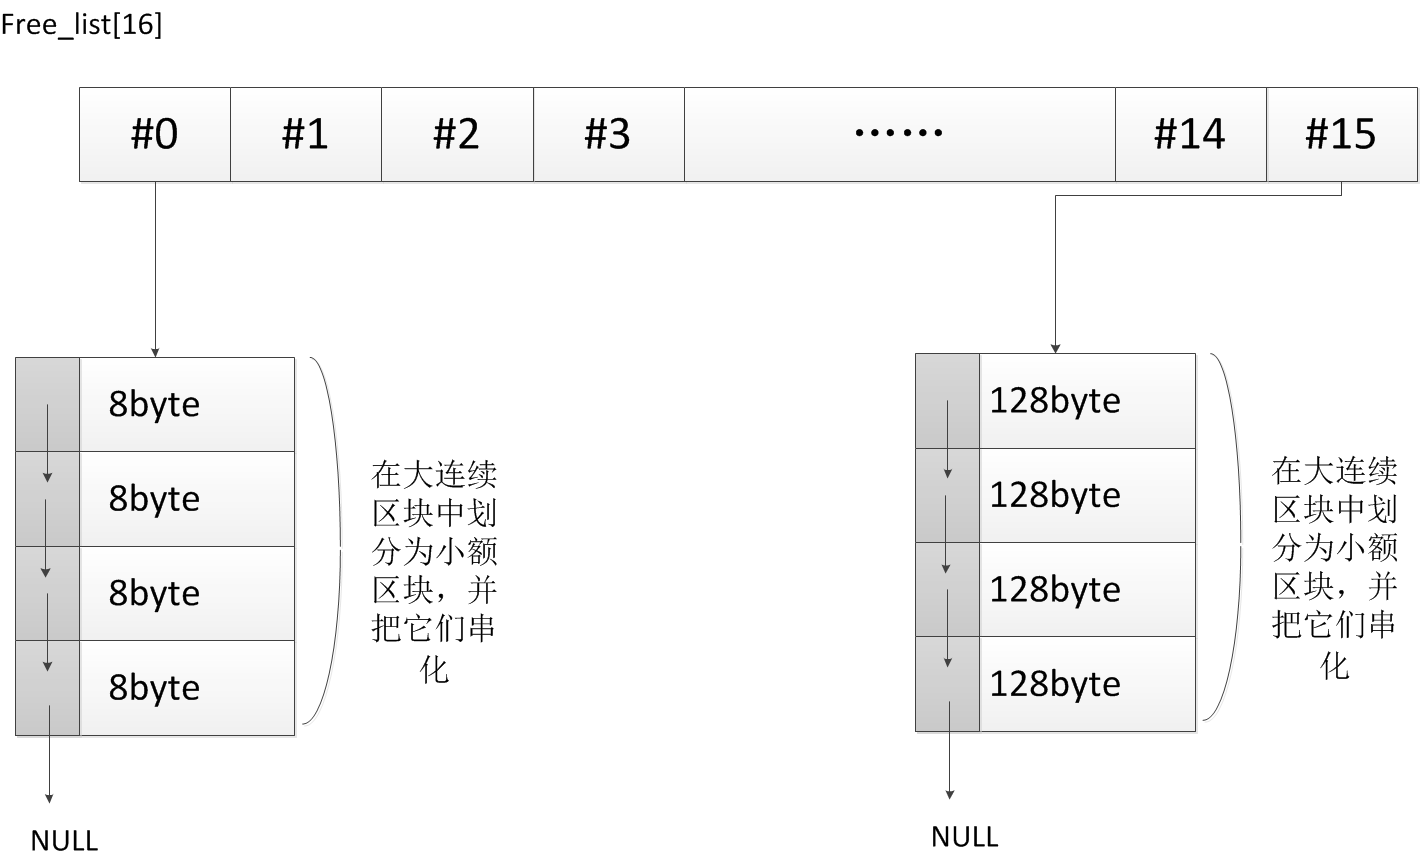 Free_list[16]
#0 #1 #2 #3 ...... #14 #15
8byte
8byte
8byte
8byte
在大连续
区块中划
分为小额
区块，并
把它们串
化
NULL
128byte
128byte
128byte
128byte
在大连续
区块中划
分为小额
区块，并
把它们串
化
NULL